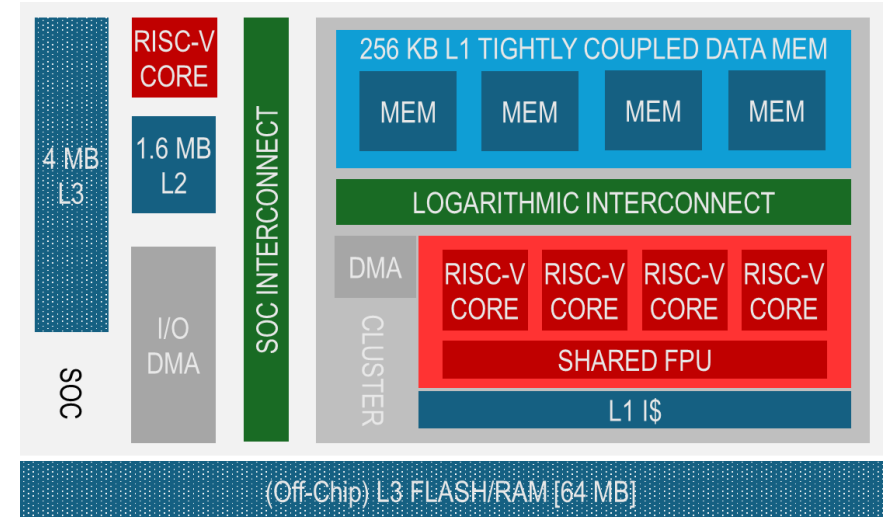 4 MB
L3
SOC
RISC-V
CORE
1.6 MB
L2
I/O
DMA
SOC INTERCONNECT
256 KB L1 TIGHTLY COUPLED DATA MEM
MEM MEM MEM MEM
LOGARITHMIC INTERCONNECT
DMA
CLUSTER
RISC-V RISC-V RISC-V RISC-V
CORE CORE CORE CORE
SHARED FPU
L1 I$
(Off-Chip) L3 FLASH/RAM [64 MB]